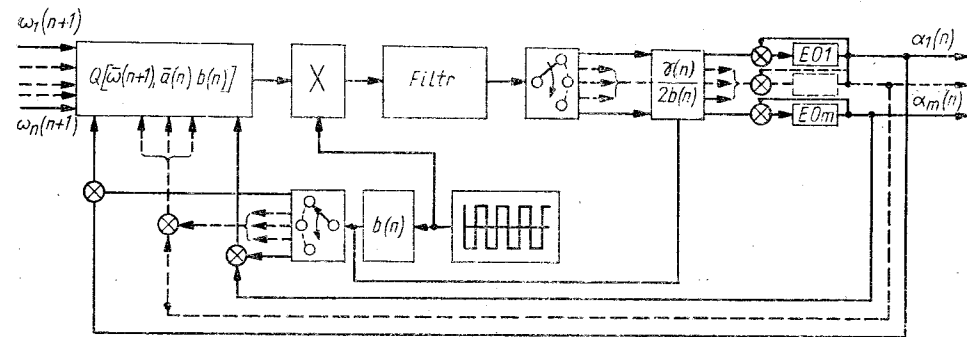 ω₁(n+1)
α₁(n)
Q[ω̄(n+1), ā(n) b(n)]
X
Filtr
γ(n)
2b(n)
EO1
EOm
αₘ(n)
ωₙ(n+1)
b(n)